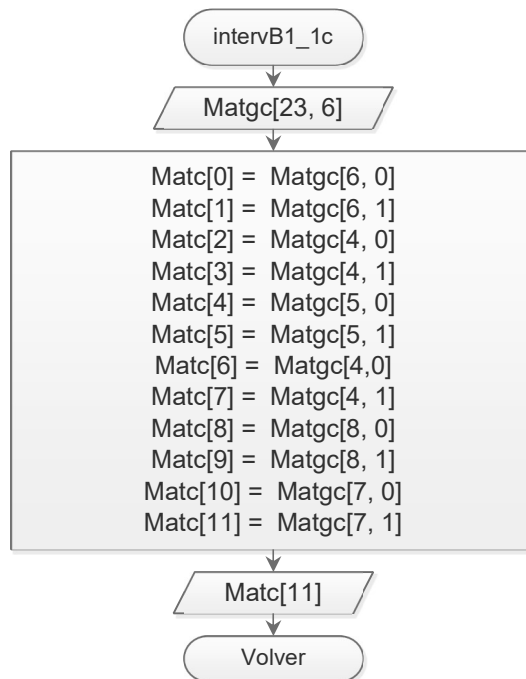 intervB1_1c
Matgc[23, 6]
Matc[0] = Matgc[6, 0]
Matc[1] = Matgc[6, 1]
Matc[2] = Matgc[4, 0]
Matc[3] = Matgc[4, 1]
Matc[4] = Matgc[5, 0]
Matc[5] = Matgc[5, 1]
Matc[6] = Matgc[4,0]
Matc[7] = Matgc[4, 1]
Matc[8] = Matgc[8, 0]
Matc[9] = Matgc[8, 1]
Matc[10] = Matgc[7, 0]
Matc[11] = Matgc[7, 1]
Matc[11]
Volver